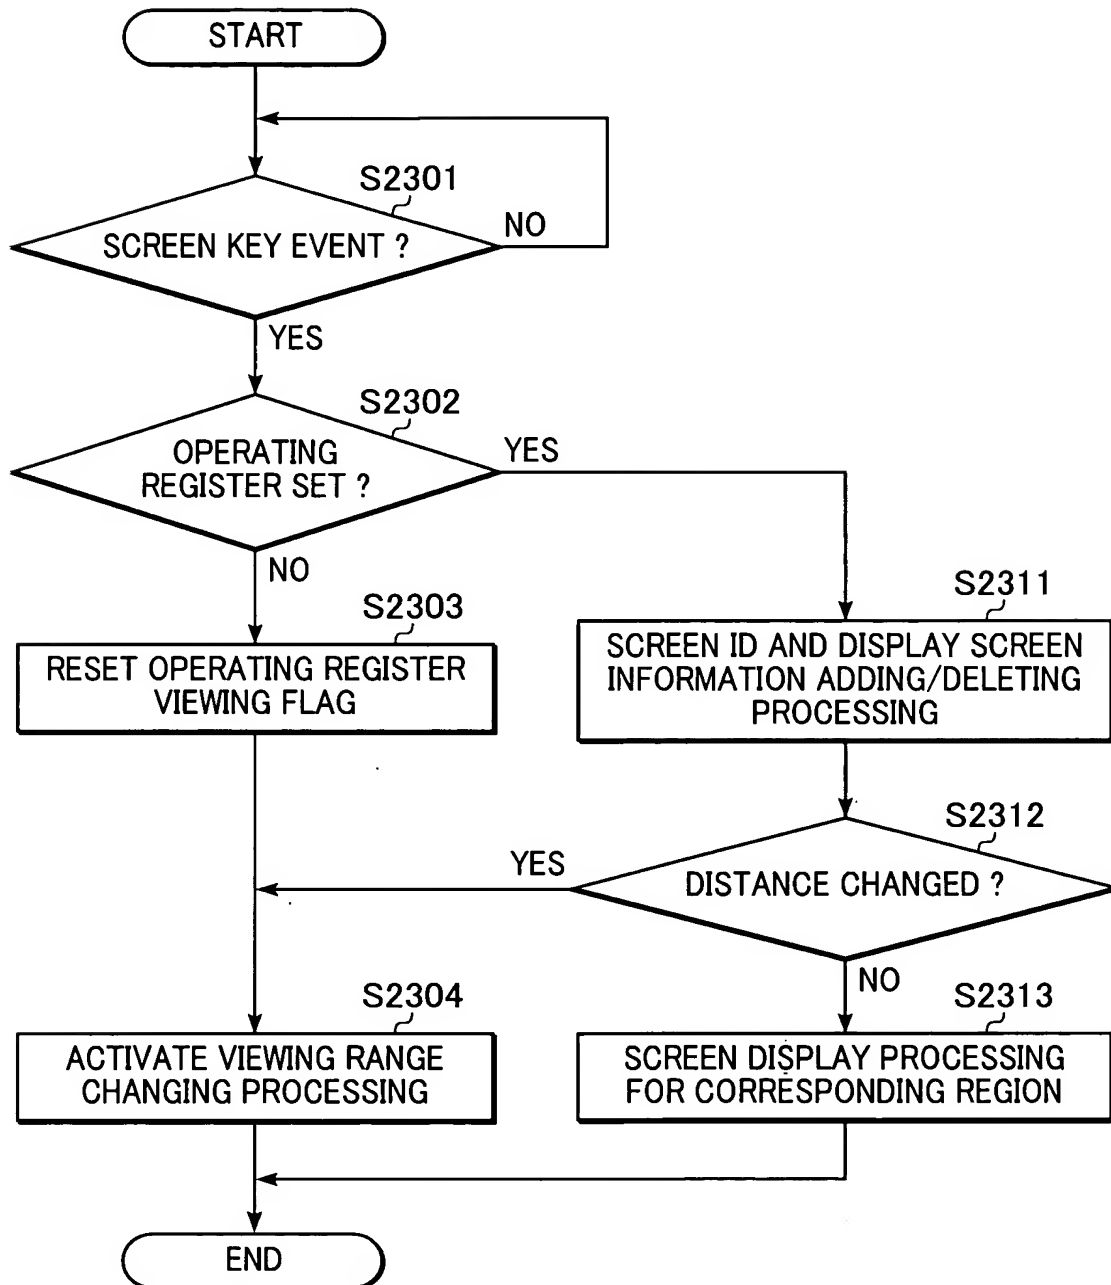 START
S2301
SCREEN KEY EVENT ?
NO
YES
S2302
OPERATING
REGISTER SET ?
YES
NO
S2303
RESET OPERATING REGISTER
VIEWING FLAG
S2311
SCREEN ID AND DISPLAY SCREEN
INFORMATION ADDING/DELETING
PROCESSING
S2312
DISTANCE CHANGED ?
YES
NO
S2304
ACTIVATE VIEWING RANGE
CHANGING PROCESSING
S2313
SCREEN DISPLAY PROCESSING
FOR CORRESPONDING REGION
END